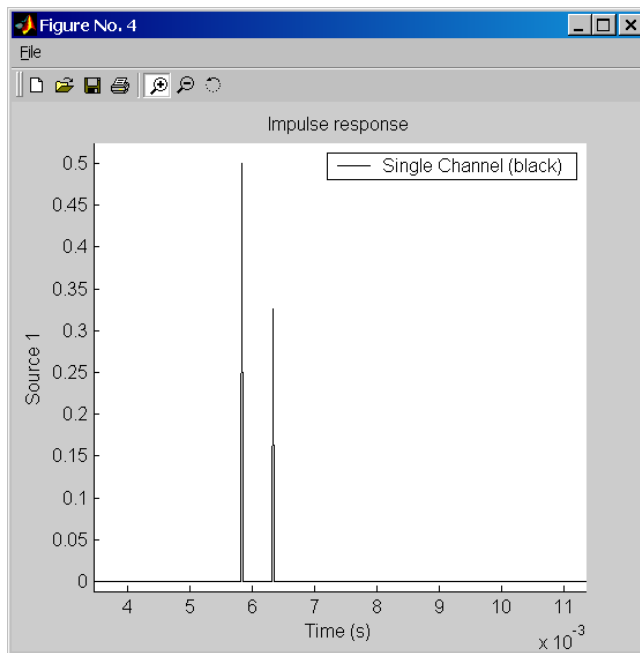 Figure No. 4
File
Impulse response
Single Channel (black)
Source 1
0.5
0.45
0.4
0.35
0.3
0.25
0.2
0.15
0.1
0.05
0
4 5 6 7 8 9 10 11
Time (s)
x 10^-3